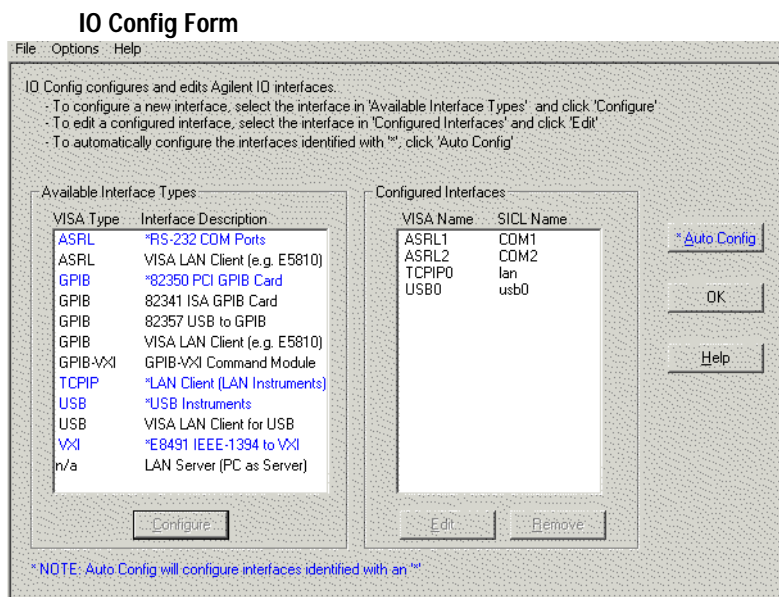 IO Config Form
File Options Help
IO Config configures and edits Agilent IO interfaces.
- To configure a new interface, select the interface in 'Available Interface Types' and click 'Configure'
- To edit a configured interface, select the interface in 'Configured Interfaces' and click 'Edit'
- To automatically configure the interfaces identified with '*', click 'Auto Config'
Available Interface Types
VISA Type Interface Description
ASRL *RS-232 COM Ports
ASRL VISA LAN Client (e.g. E5810)
GPIB *82350 PCI GPIB Card
GPIB 82341 ISA GPIB Card
GPIB 82357 USB to GPIB
GPIB VISA LAN Client (e.g. E5810)
GPIB-VXI GPIB-VXI Command Module
TCPIP *LAN Client (LAN Instruments)
USB *USB Instruments
USB VISA LAN Client for USB
VXI *E8491 IEEE-1394 to VXI
n/a LAN Server (PC as Server)
Configure
Configured Interfaces
VISA Name SICL Name
ASRL1 COM1
ASRL2 COM2
TCPIP0 lan
USB0 usb0
Edit Remove
* Auto Config
OK
Help
* NOTE: Auto Config will configure interfaces identified with an '*'